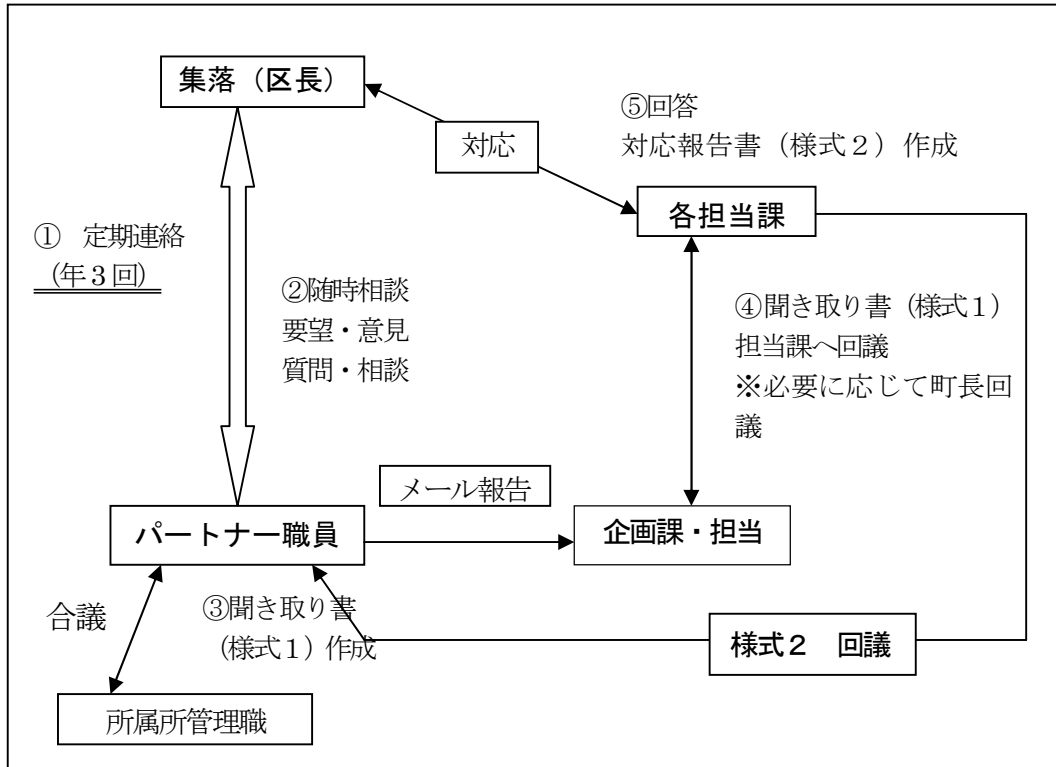 集落（区長）
⑤回答
対応報告書（様式２）作成
対応
各担当課
①　定期連絡
(年３回)
②随時相談
要望・意見
質問・相談
④聞き取り書（様式１）
担当課へ回議
※必要に応じて町長回
議
メール報告
パートナー職員
企画課・担当
合議
③聞き取り書
（様式１）作成
様式２　回議
所属所管理職